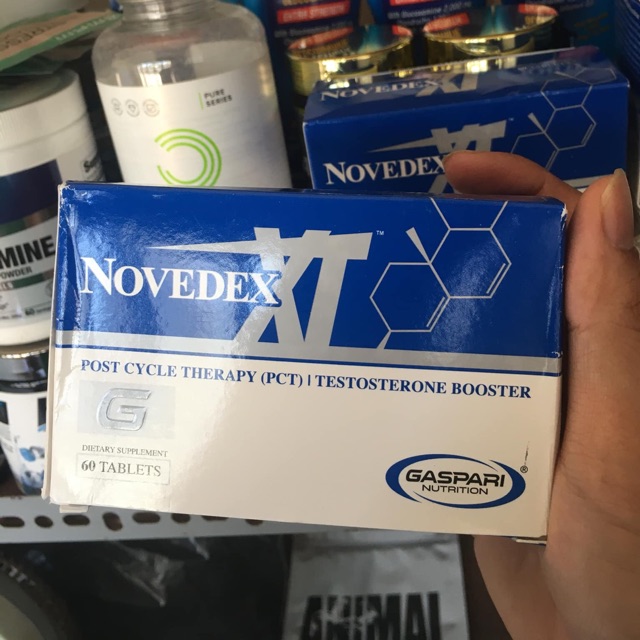 PURE
SERIES
NOVEDEX XT
MINE
POWDER
NOVEDEX XT™
POST CYCLE THERAPY (PCT) | TESTOSTERONE BOOSTER
G
DIETARY SUPPLEMENT
60 TABLETS
GASPARI®
NUTRITION
ANIMAL